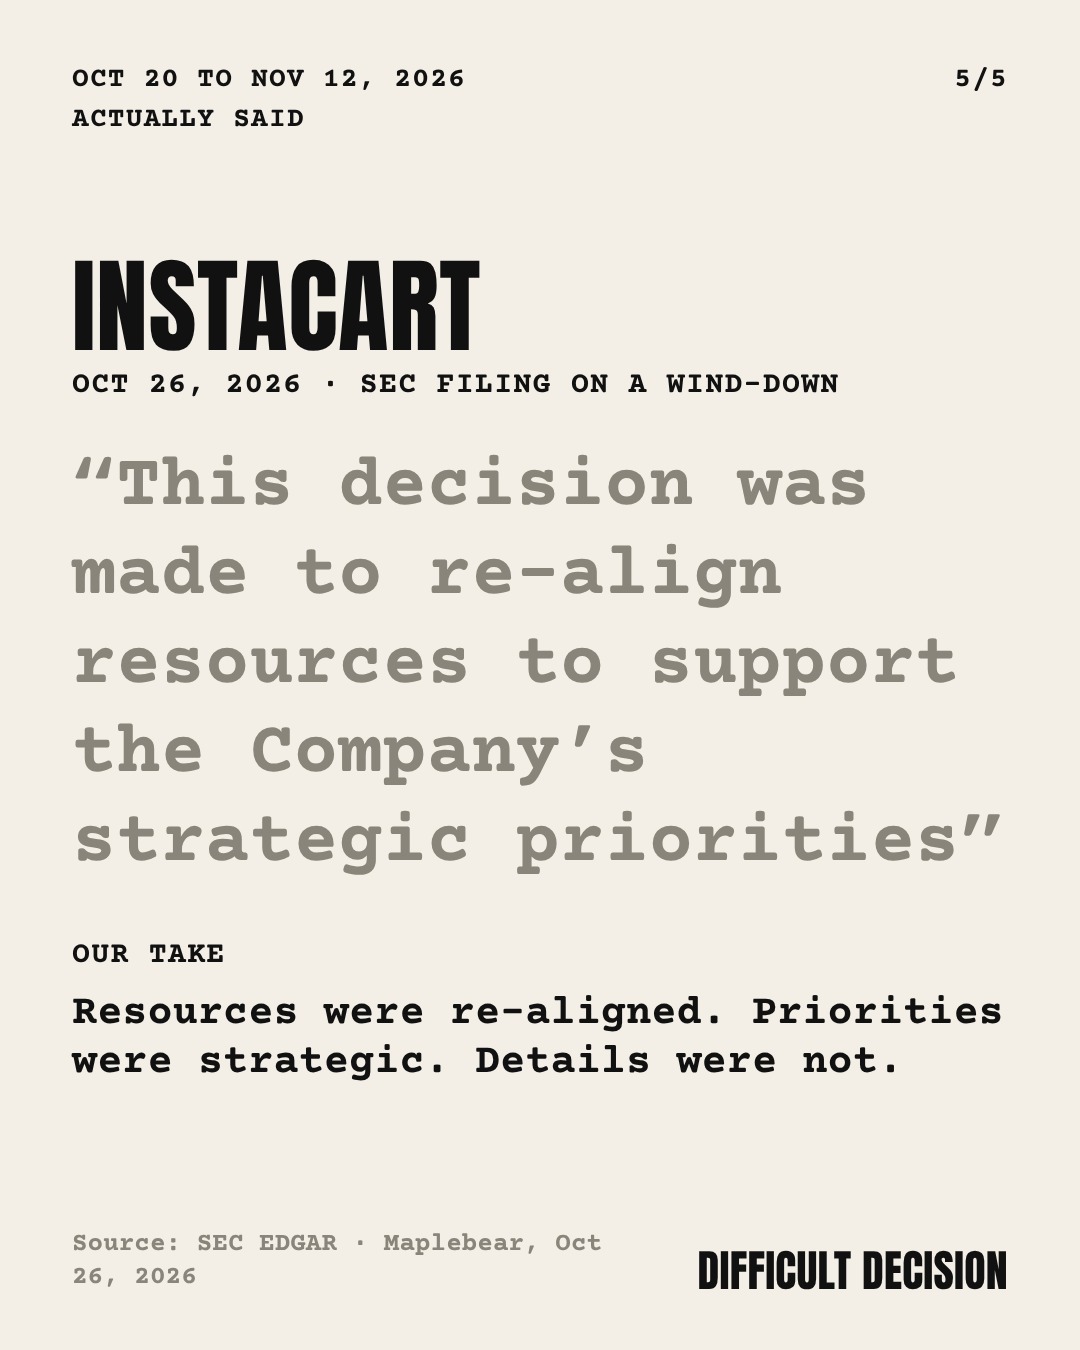 OCT 20 TO NOV 12, 2026
5/5
ACTUALLY SAID
INSTACART
OCT 26, 2026 · SEC FILING ON A WIND-DOWN
“This decision was
made to re-align
resources to support
the Company’s
strategic priorities”
OUR TAKE
Resources were re-aligned. Priorities
were strategic. Details were not.
Source: SEC EDGAR · Maplebear, Oct
26, 2026
DIFFICULT DECISION